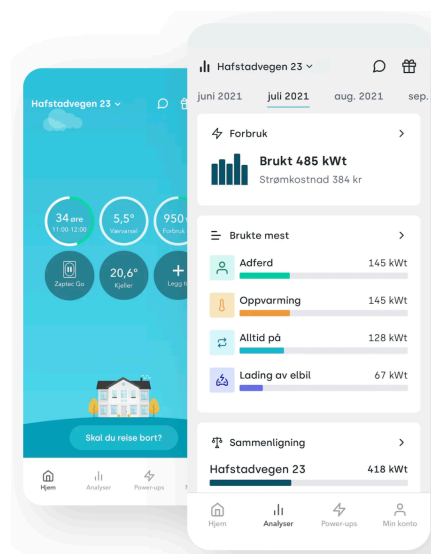 Hafstadvegen 23
34 øre
11:00-12:00
5,5°
Værvarsel
950
Forbruk
Zaptec Go
20,6°
Kjeller
Legg
Skal du reise bort?
Hjem
Analyser
Power-ups
Hafstadvegen 23
juni 2021
juli 2021
aug. 2021
sep.
Forbruk
Brukt 485 kWt
Strømkostnad 384 kr
Brukte mest
Adferd
145 kWt
Oppvarming
145 kWt
Alltid på
128 kWt
Lading av elbil
67 kWt
Sammenligning
Hafstadvegen 23
418 kWt
Hjem
Analyser
Power-ups
Min konto